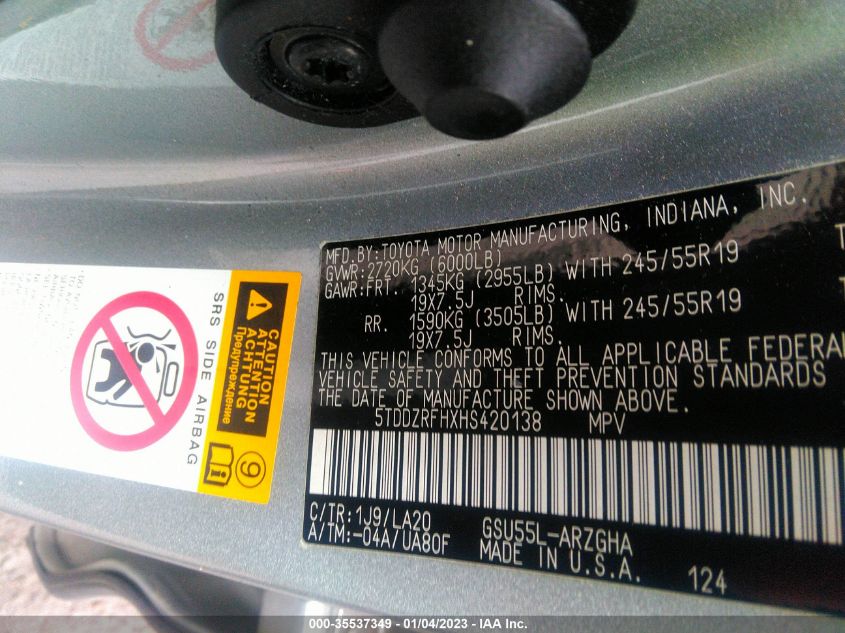 MFD.BY:TOYOTA MOTOR MANUFACTURING, INDIANA, INC.
GVWR:2720KG (6000LB)
GAWR:FRT. 1345KG (2955LB) WITH 245/55R19
19X7.5J RIMS.
RR. 1590KG (3505LB) WITH 245/55R19
19X7.5J RIMS.
THIS VEHICLE CONFORMS TO ALL APPLICABLE FEDERA
VEHICLE SAFETY AND THEFT PREVENTION STANDARDS
THE DATE OF MANUFACTURE SHOWN ABOVE.
5TDDZRFHXHS420138 MPV
C/TR:1J9/LA20 GSU55L-ARZGHA
A/TM:-04A/UA80F MADE IN U.S.A. 124
CAUTION
ATTENTION
ACHTUNG
Предупреждение
9
SRS SIDE AIRBAG
000-35537349 - 01/04/2023 - IAA Inc.